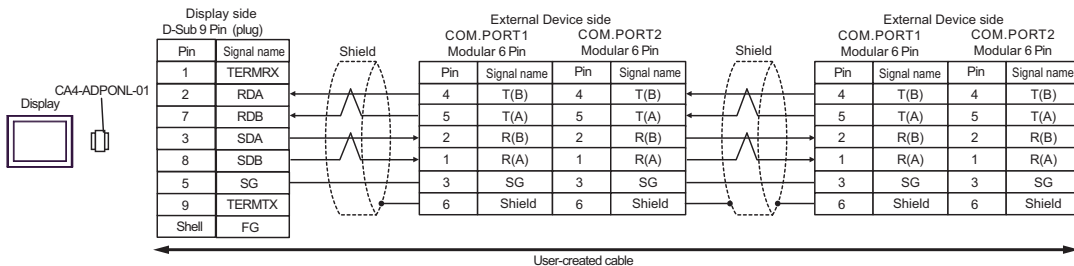 Display side
D-Sub 9 Pin (plug)
External Device side
COM.PORT1 COM.PORT2
Modular 6 Pin Modular 6 Pin
External Device side
COM.PORT1 COM.PORT2
Modular 6 Pin Modular 6 Pin
Shield
Shield
CA4-ADPONL-01
Display
Pin Signal name
1 TERMRX
2 RDA
7 RDB
3 SDA
8 SDB
5 SG
9 TERMTX
Shell FG
Pin Signal name Pin Signal name
4 T(B) 4 T(B)
5 T(A) 5 T(A)
2 R(B) 2 R(B)
1 R(A) 1 R(A)
3 SG 3 SG
6 Shield 6 Shield
Pin Signal name Pin Signal name
4 T(B) 4 T(B)
5 T(A) 5 T(A)
2 R(B) 2 R(B)
1 R(A) 1 R(A)
3 SG 3 SG
6 Shield 6 Shield
User-created cable